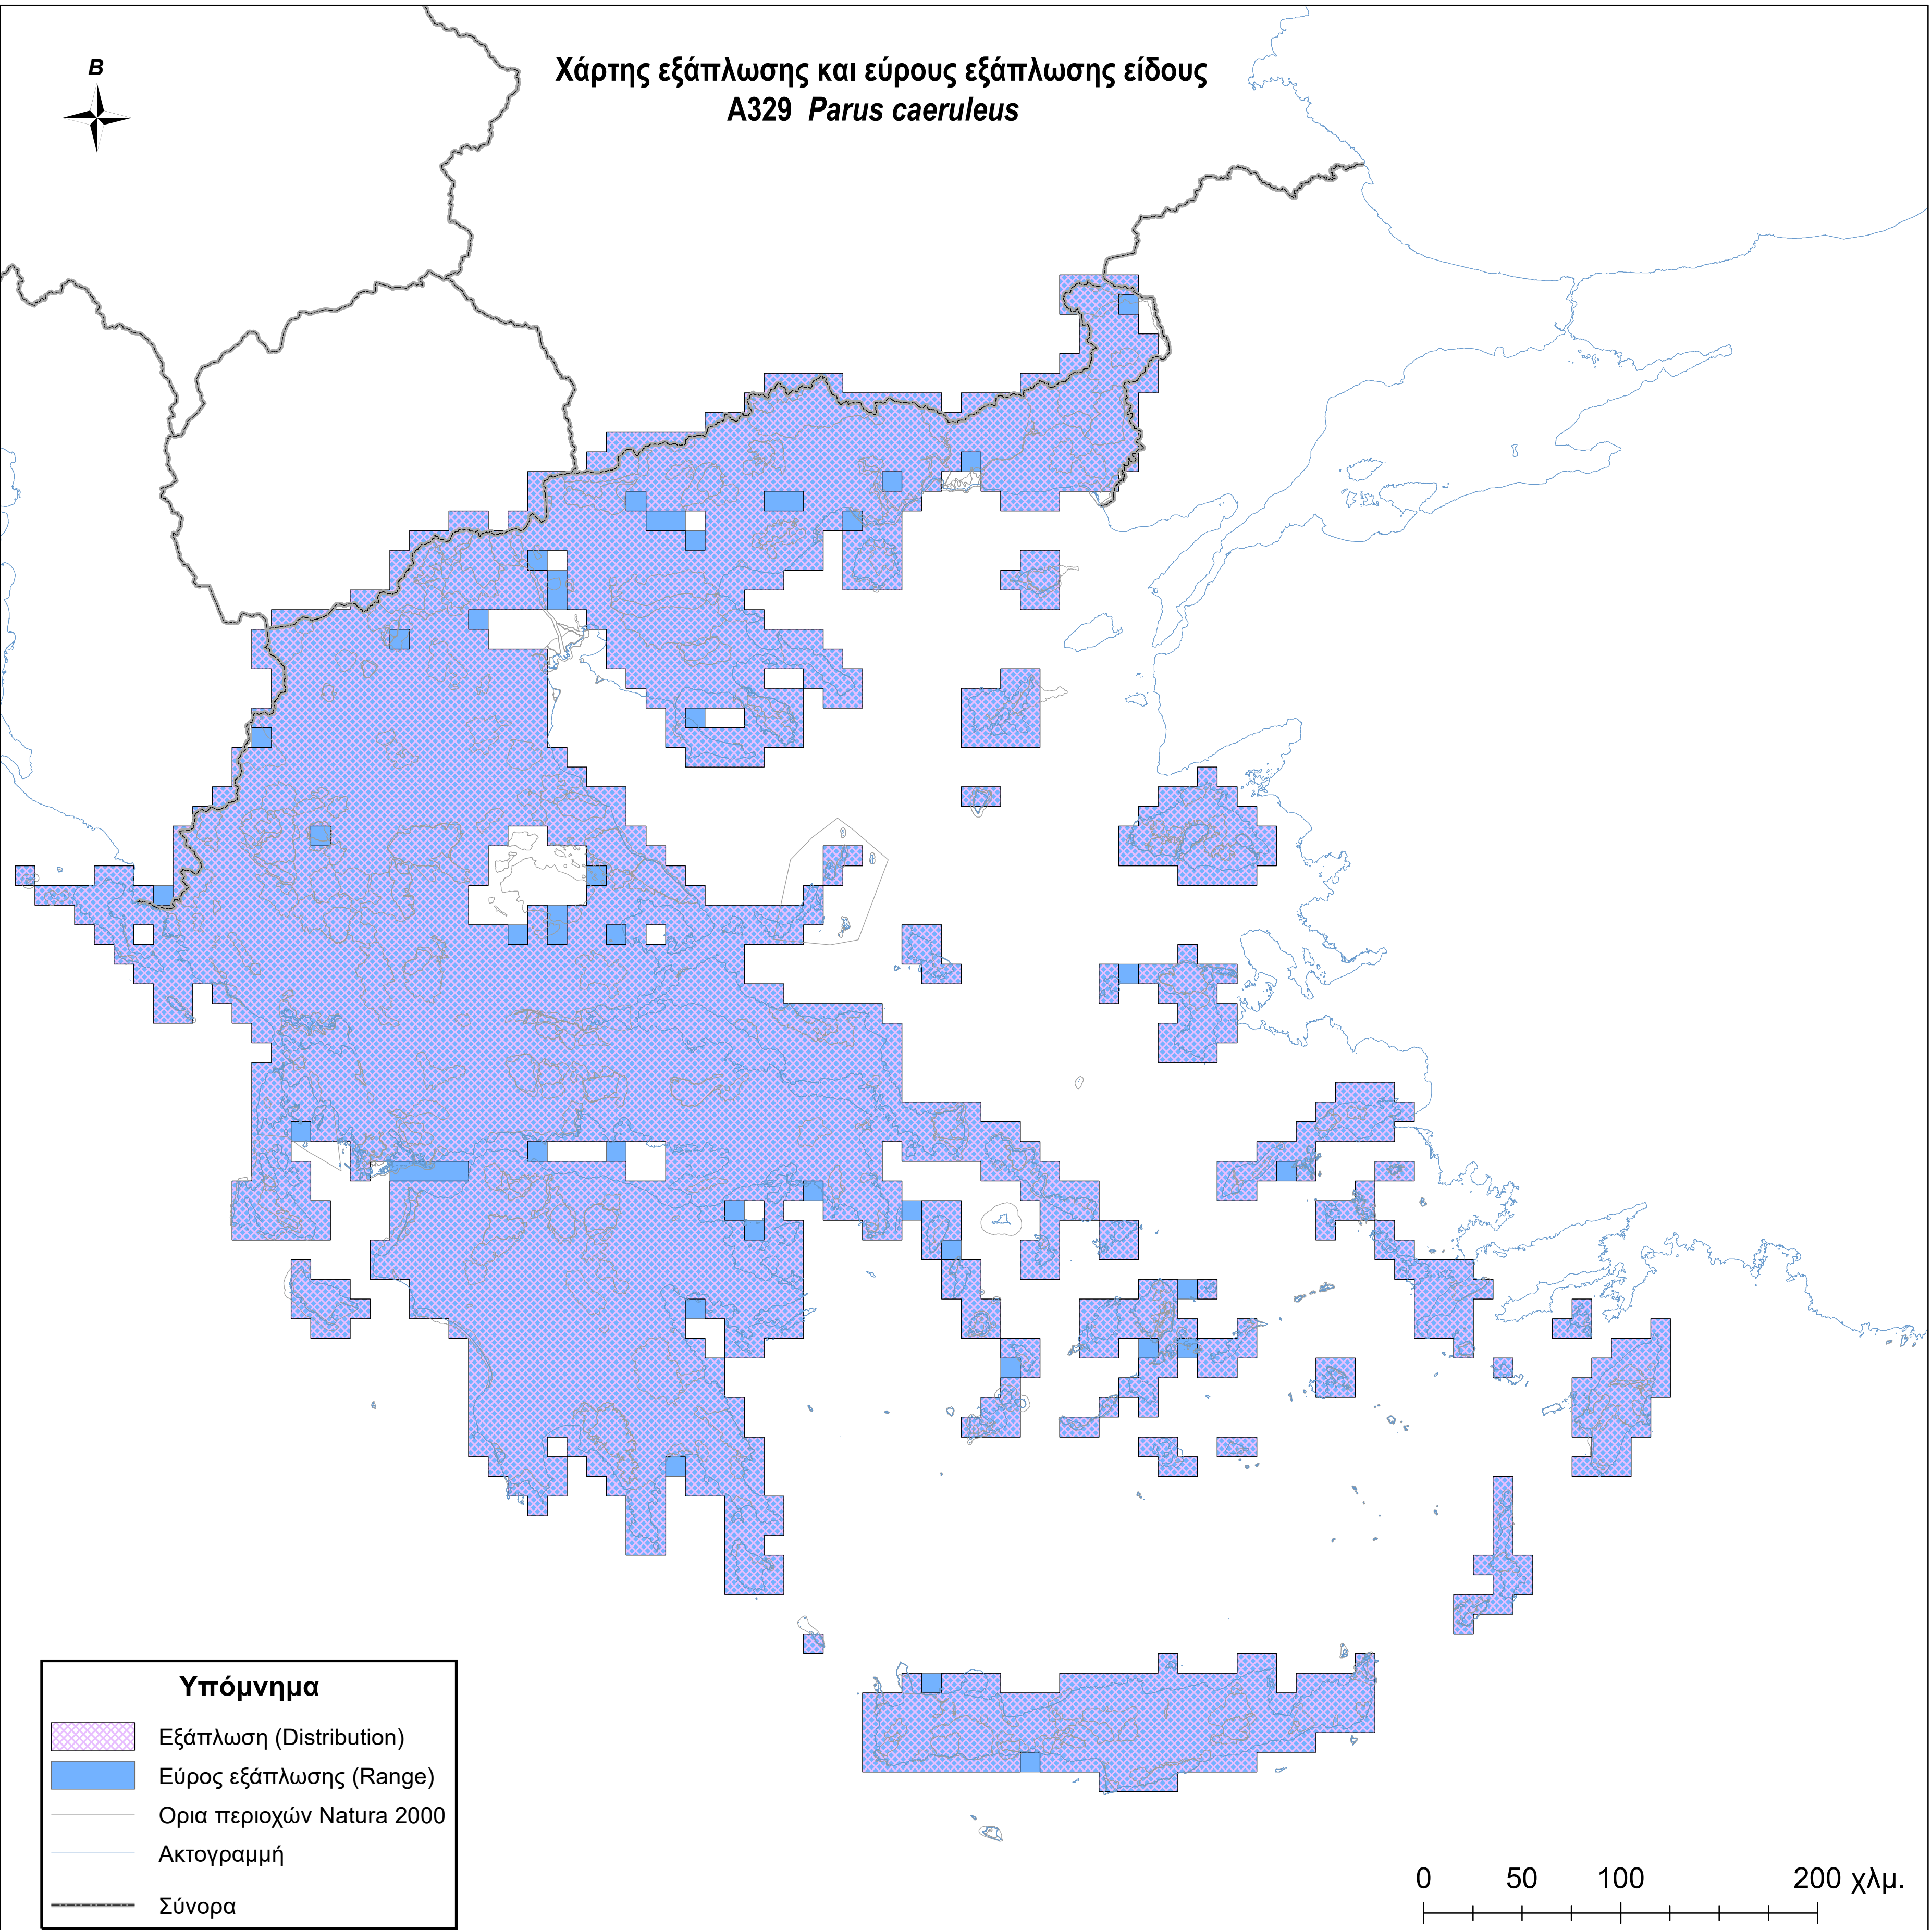 B
Χάρτης εξάπλωσης και εύρους εξάπλωσης είδους
A329 Parus caeruleus
Υπόμνημα
Εξάπλωση (Distribution)
Εύρος εξάπλωσης (Range)
Ορια περιοχών Natura 2000
Ακτογραμμή
Σύνορα
0 50 100 200 χλμ.